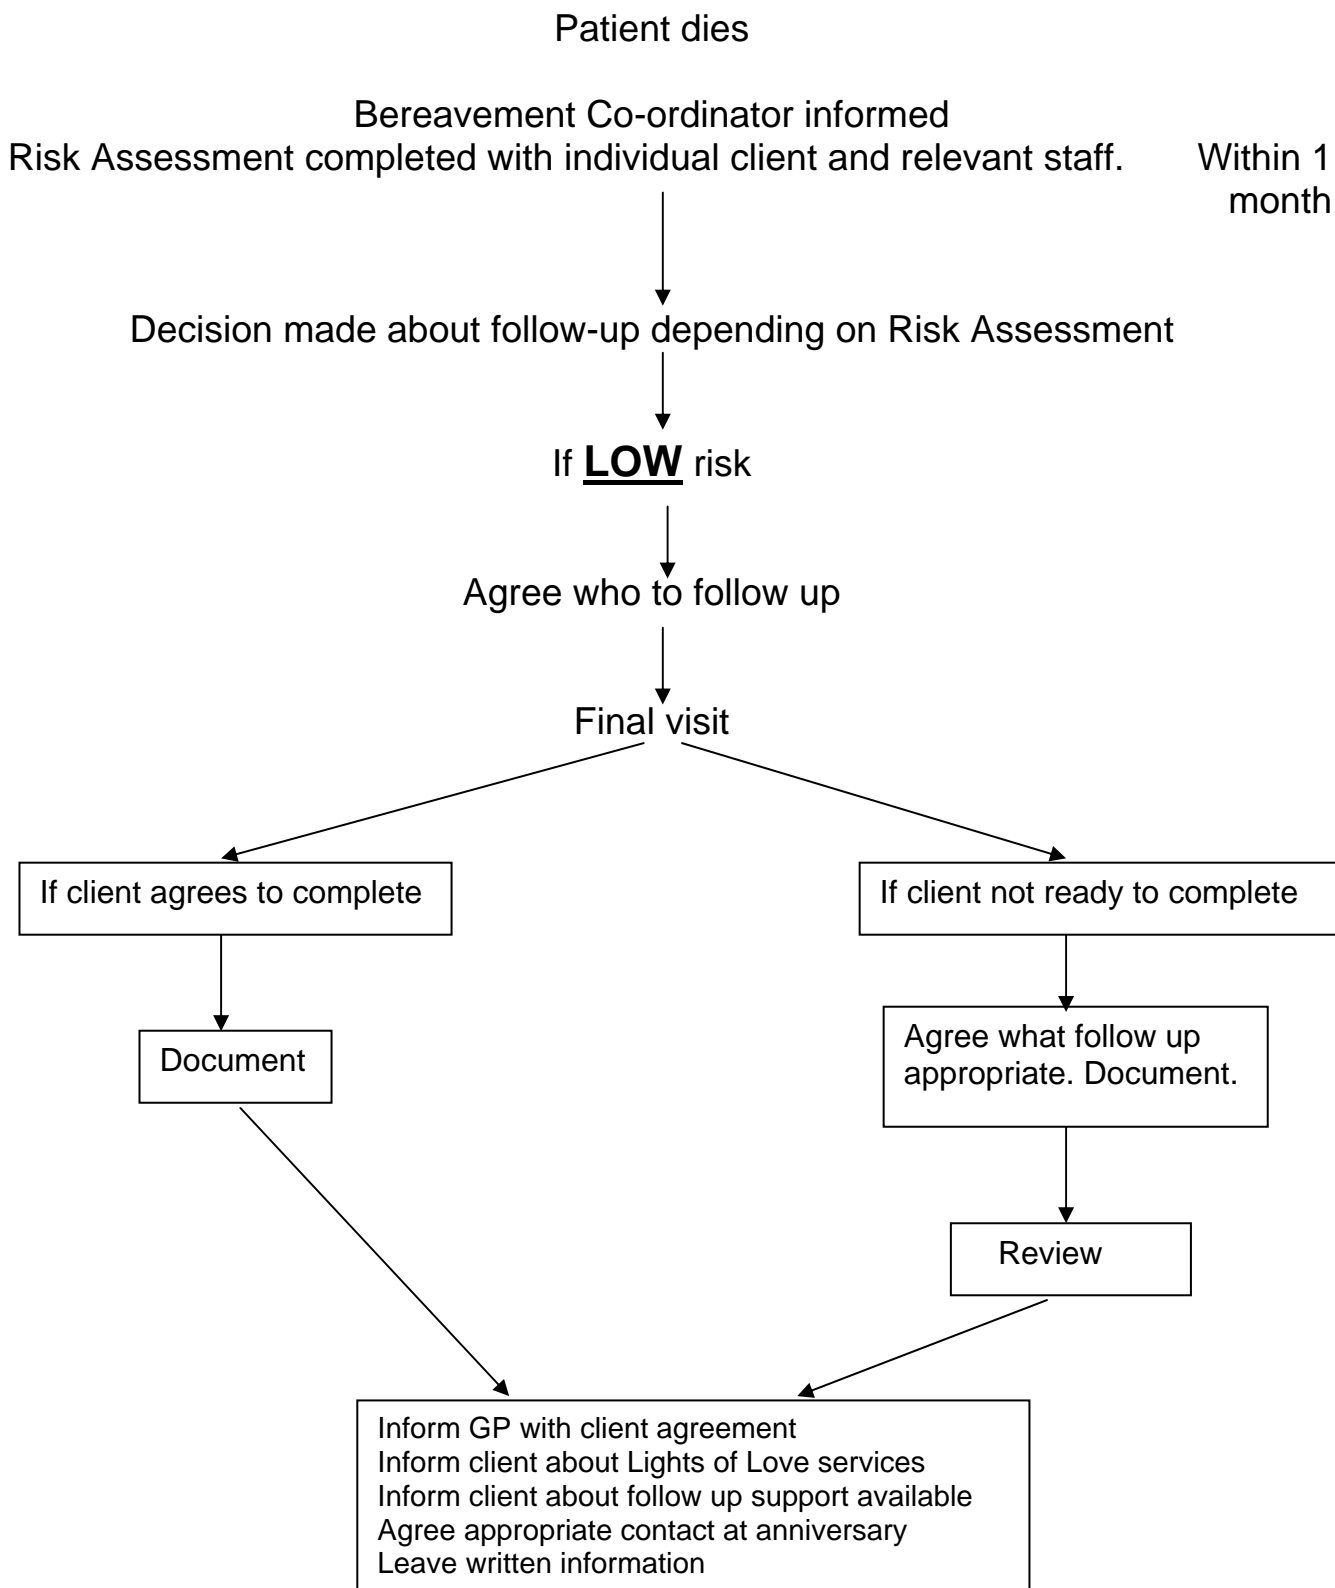 Patient dies
Bereavement Co-ordinator informed
Risk Assessment completed with individual client and relevant staff. Within 1
month
Decision made about follow-up depending on Risk Assessment
If LOW risk
Agree who to follow up
Final visit
If client agrees to complete
If client not ready to complete
Document
Agree what follow up
appropriate. Document.
Review
Inform GP with client agreement
Inform client about Lights of Love services
Inform client about follow up support available
Agree appropriate contact at anniversary
Leave written information